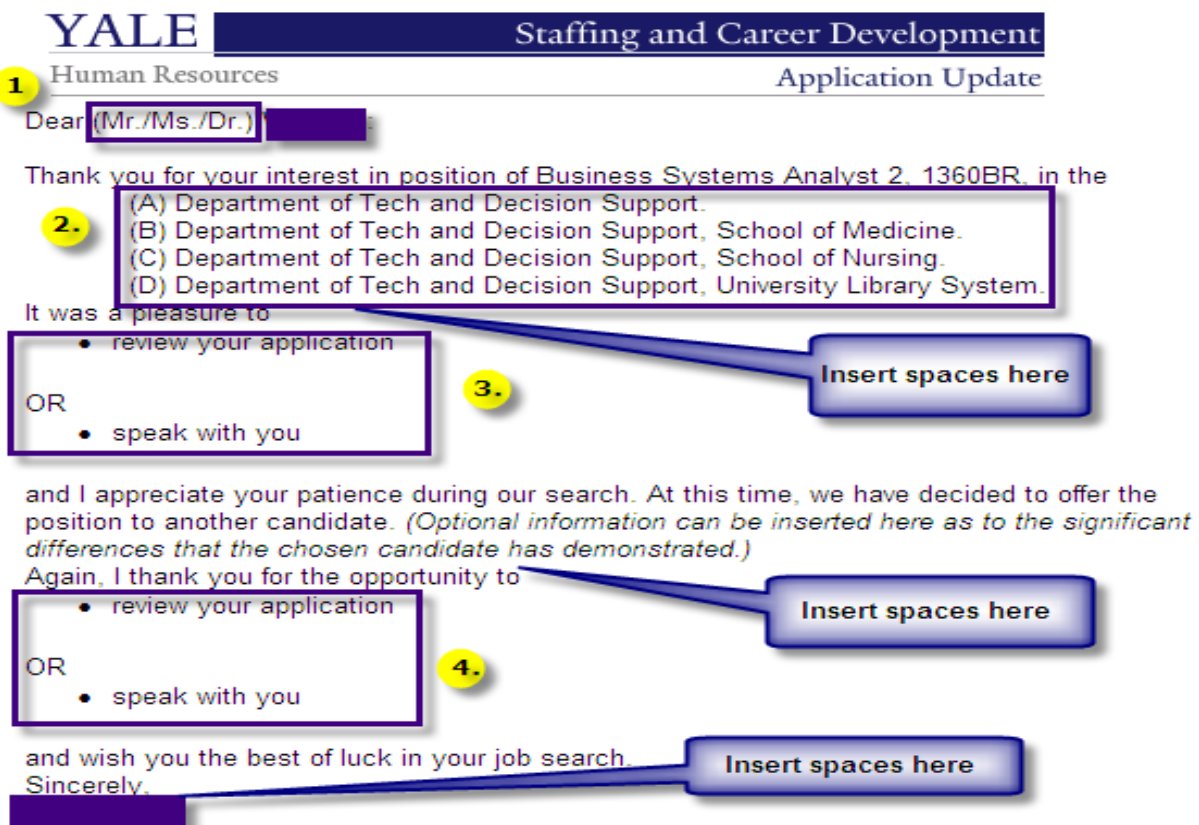 YALE Staffing and Career Development
Human Resources Application Update
1
Dear (Mr./Ms./Dr.) :
Thank you for your interest in position of Business Systems Analyst 2, 1360BR, in the
2.
(A) Department of Tech and Decision Support.
(B) Department of Tech and Decision Support, School of Medicine.
(C) Department of Tech and Decision Support, School of Nursing.
(D) Department of Tech and Decision Support, University Library System.
It was a pleasure to
• review your application
Insert spaces here
3.
OR
• speak with you
and I appreciate your patience during our search. At this time, we have decided to offer the
position to another candidate. (Optional information can be inserted here as to the significant
differences that the chosen candidate has demonstrated.)
Again, I thank you for the opportunity to
• review your application
Insert spaces here
OR
4.
• speak with you
and wish you the best of luck in your job search.
Insert spaces here
Sincerely,